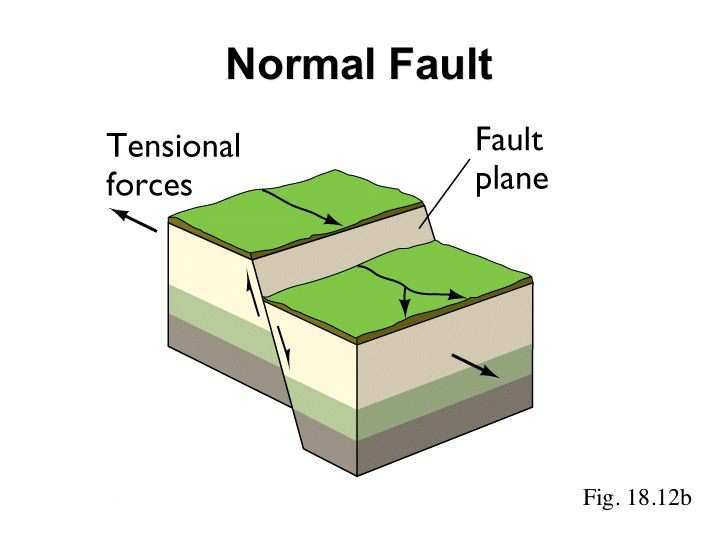 Normal Fault
Tensional
forces
Fault
plane
Fig. 18.12b